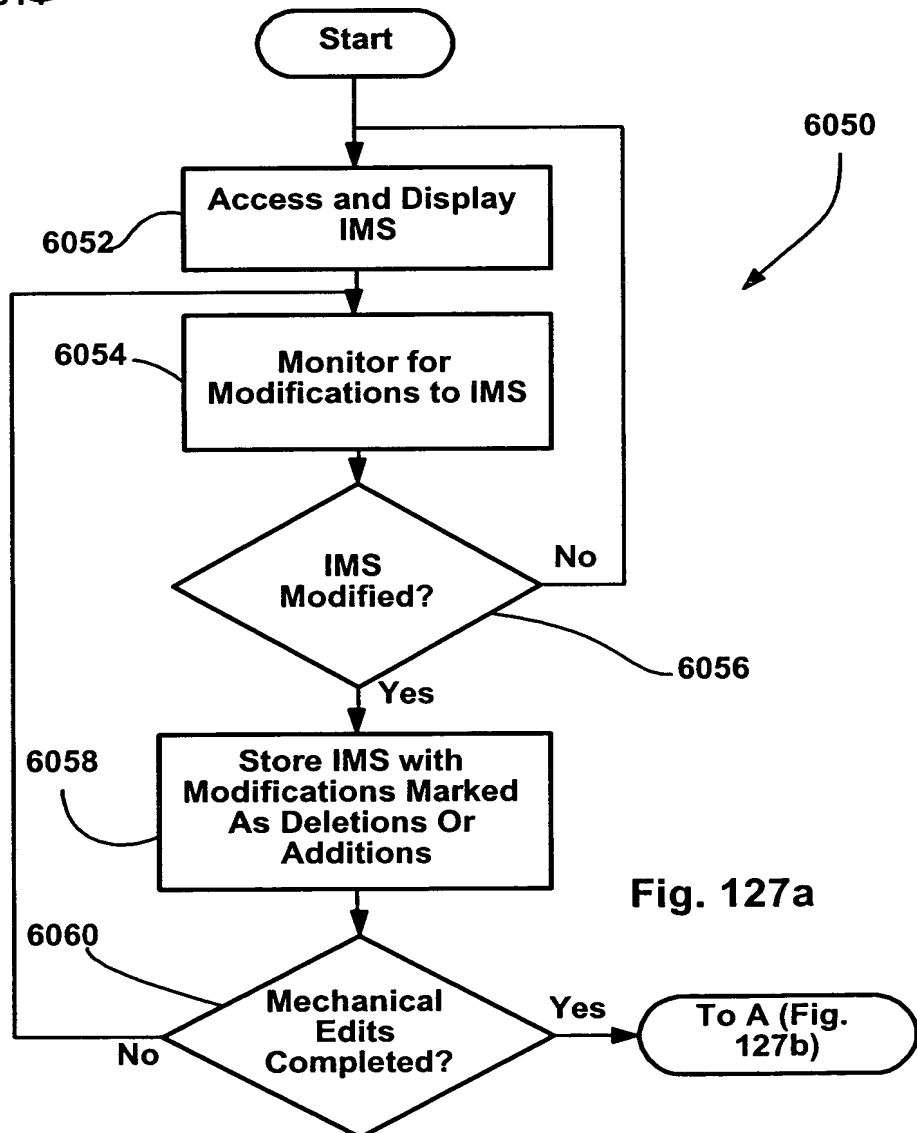 Start
6050
Access and Display
IMS
6052
6054
Monitor for
Modifications to IMS
IMS
Modified?
No
6056
Yes
6058
Store IMS with
Modifications Marked
As Deletions Or
Additions
Fig. 127a
6060
Mechanical
Edits
Completed?
Yes
No
To A (Fig.
127b)